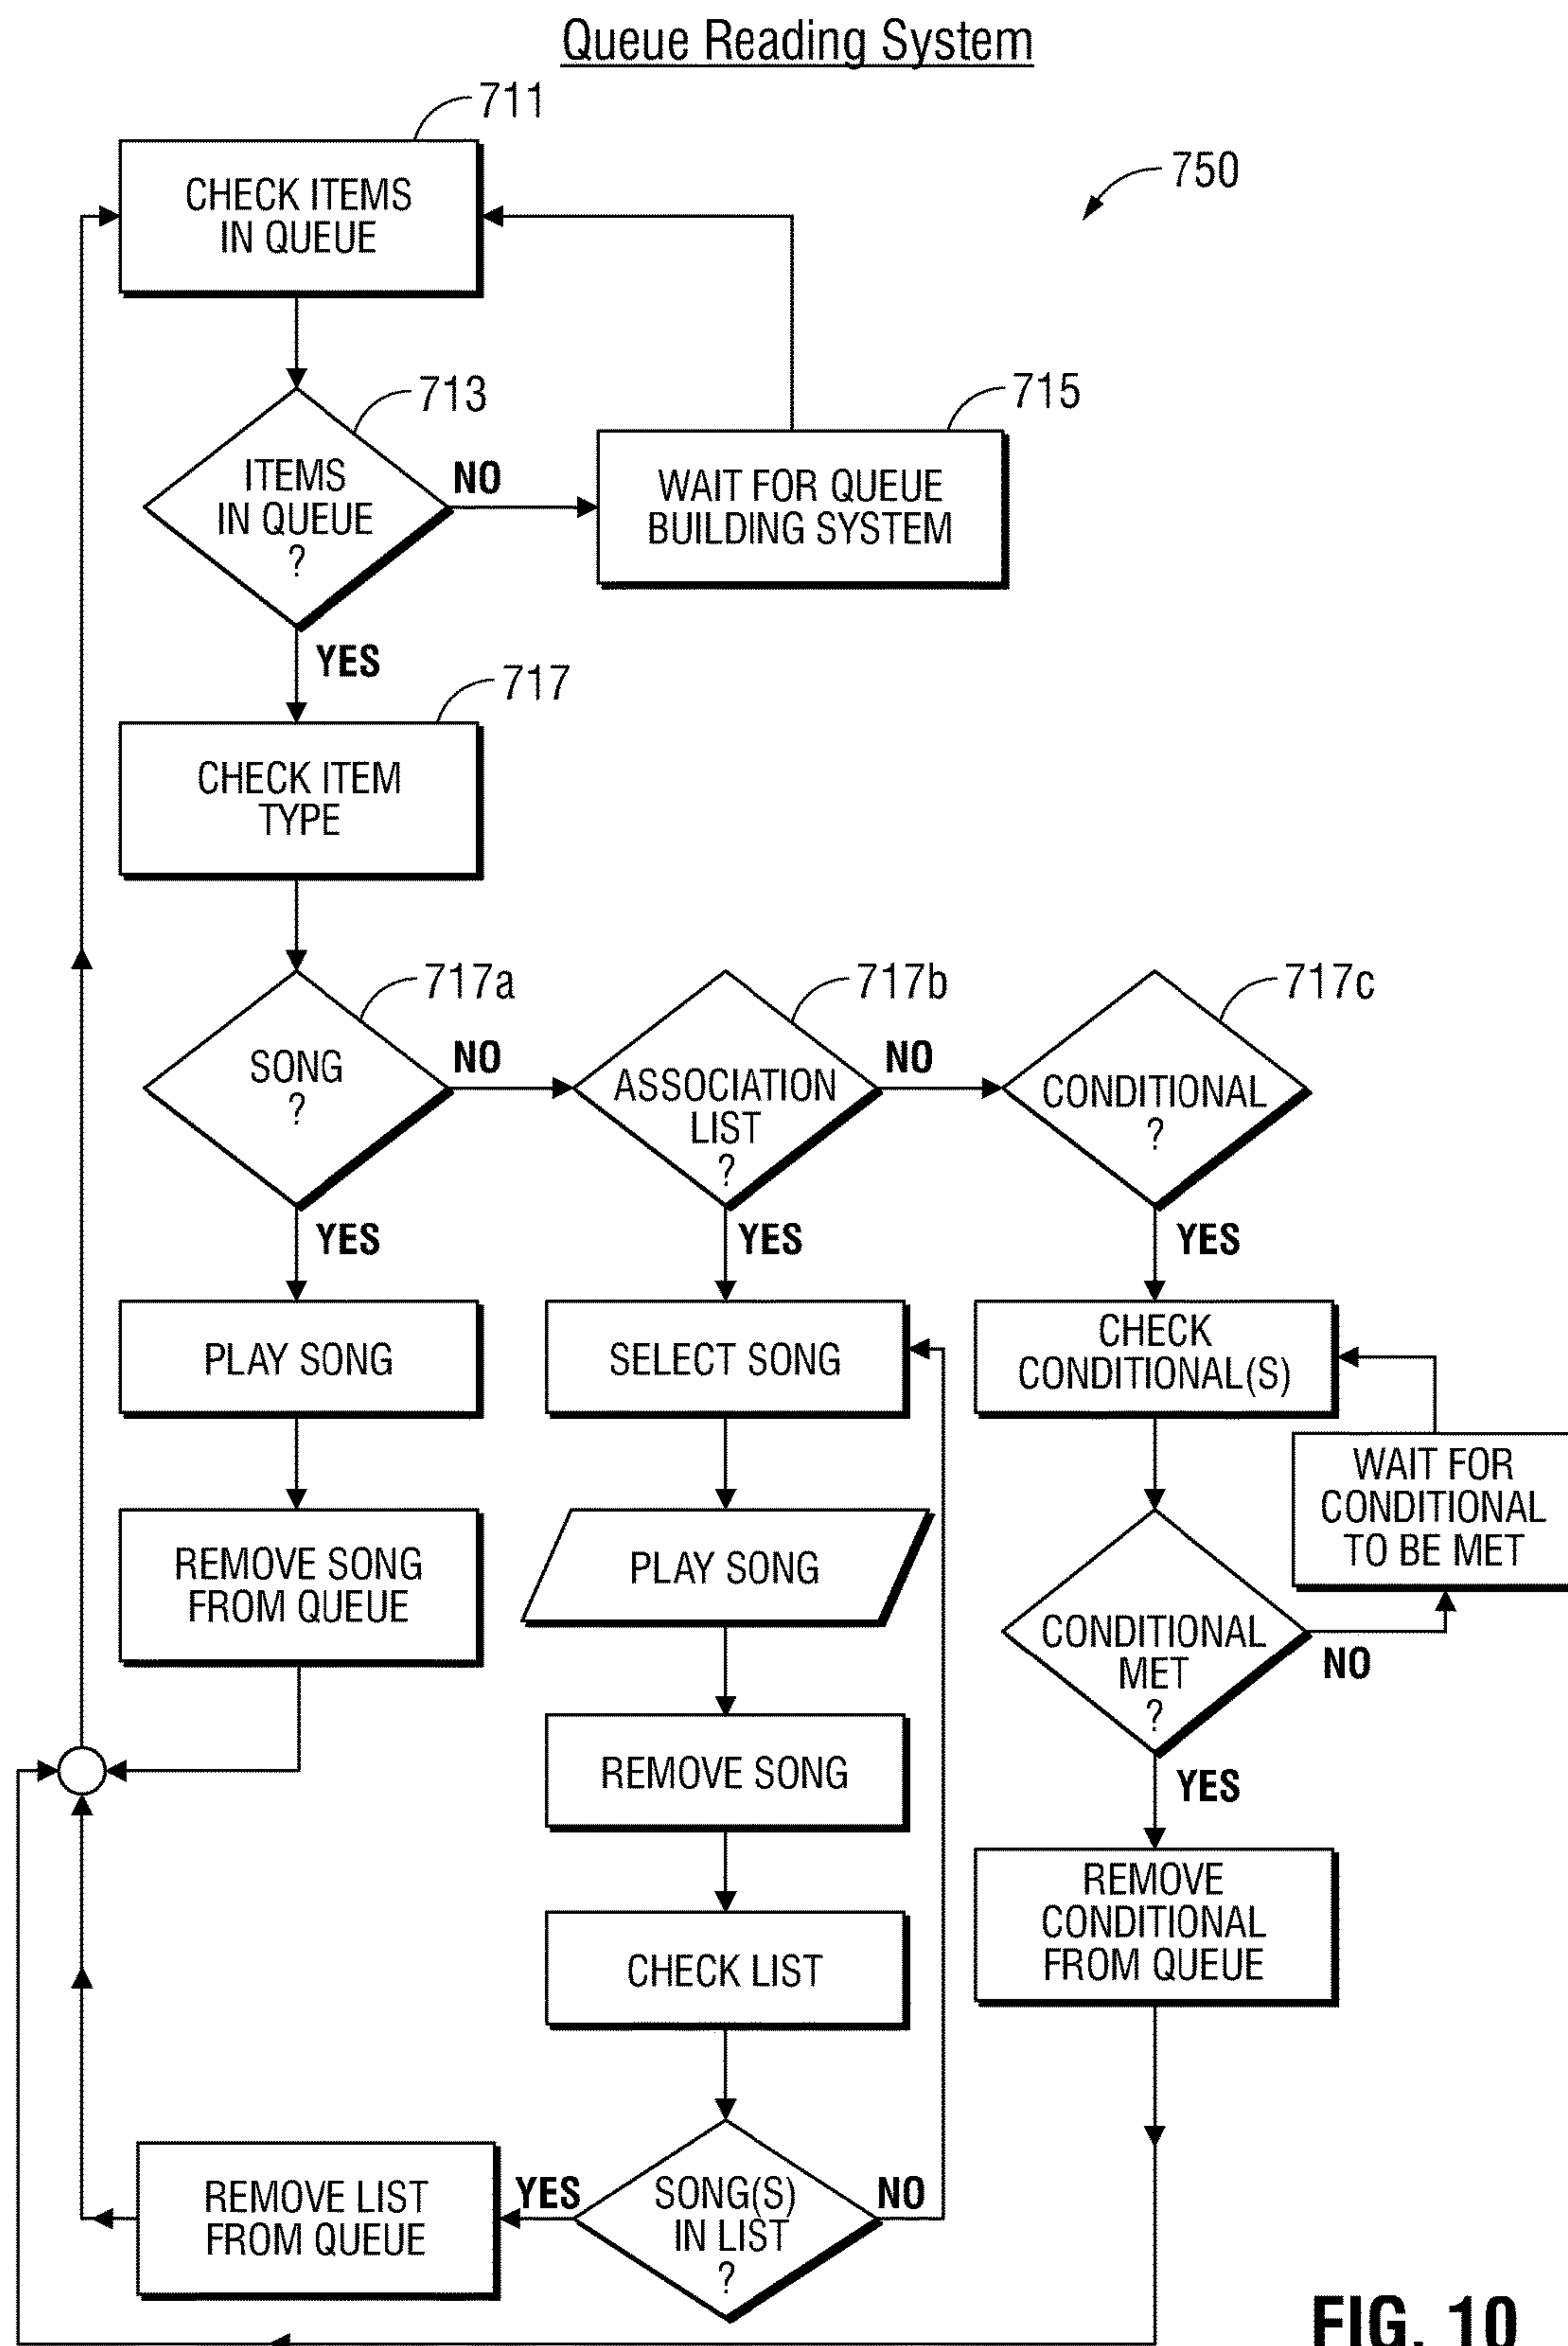 Queue Reading System
711
CHECK ITEMS
IN QUEUE
750
713
ITEMS
IN QUEUE
?
NO
715
WAIT FOR QUEUE
BUILDING SYSTEM
YES
717
CHECK ITEM
TYPE
717a
SONG
?
NO
717b
ASSOCIATION
LIST
?
NO
717c
CONDITIONAL
?
YES
YES
YES
PLAY SONG
SELECT SONG
CHECK
CONDITIONAL(S)
REMOVE SONG
FROM QUEUE
PLAY SONG
WAIT FOR
CONDITIONAL
TO BE MET
CONDITIONAL
MET
?
NO
REMOVE SONG
YES
REMOVE
CONDITIONAL
FROM QUEUE
CHECK LIST
REMOVE LIST
FROM QUEUE
YES
SONG(S)
IN LIST
?
NO
FIG. 10